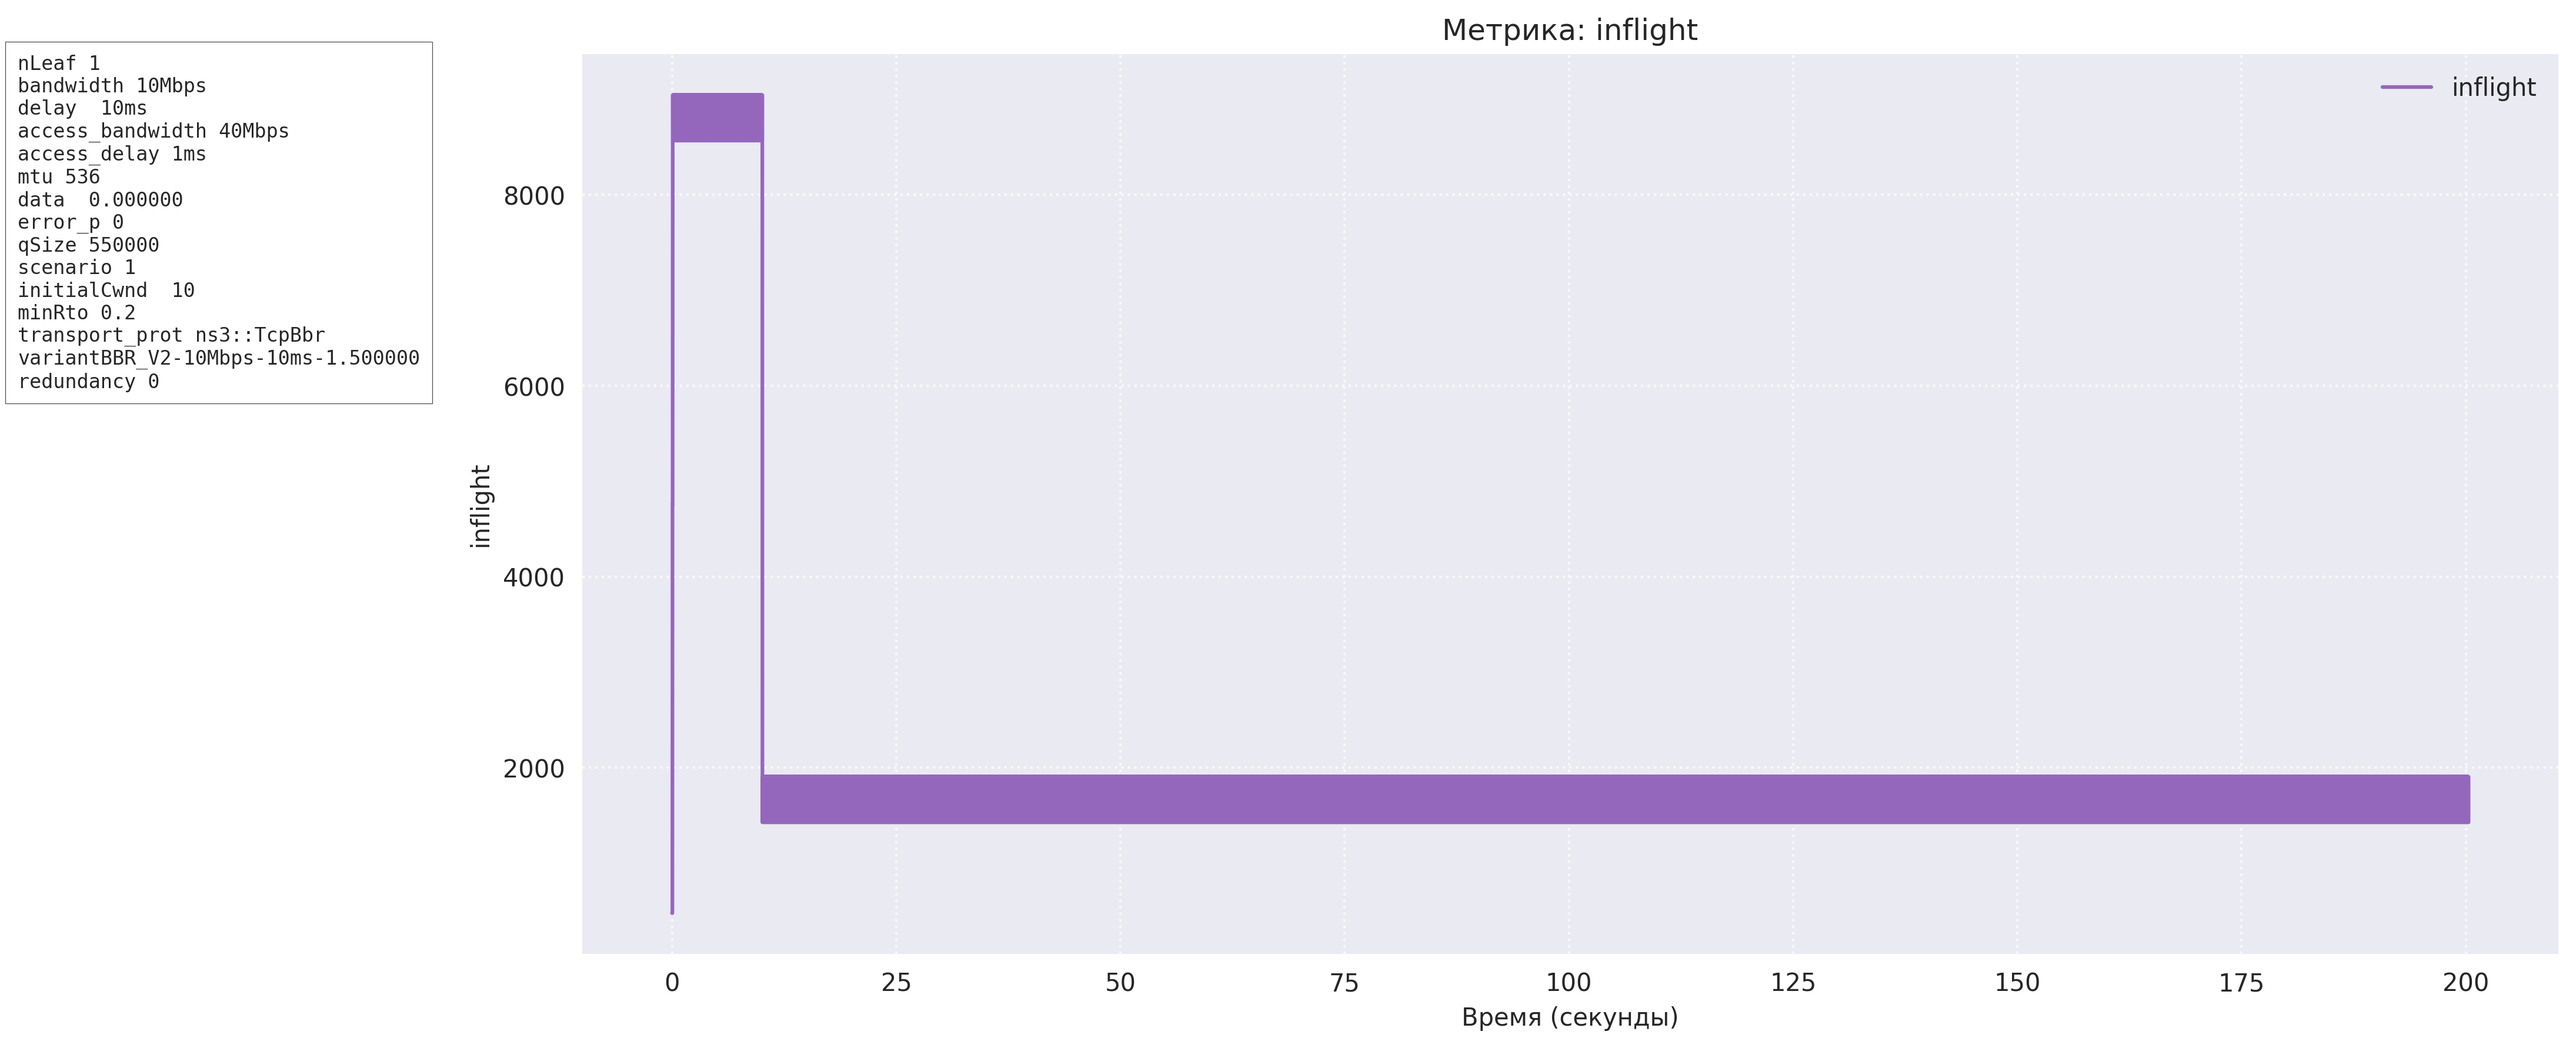 Метрика: inflight
nLeaf 1
bandwidth 10Mbps
delay  10ms
access_bandwidth 40Mbps
access_delay 1ms
mtu 536
data  0.000000
error_p 0
qSize 550000
scenario 1
initialCwnd  10
minRto 0.2
transport_prot ns3::TcpBbr
variantBBR_V2-10Mbps-10ms-1.500000
redundancy 0
inflight
inflight
8000
6000
4000
2000
0 25 50 75 100 125 150 175 200
Время (секунды)